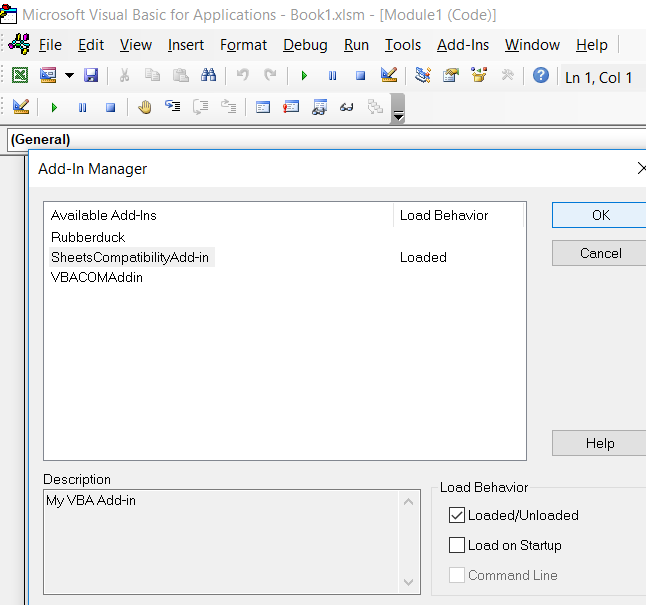 Microsoft Visual Basic for Applications - Book1.xlsm - [Module1 (Code)]
File Edit View Insert Format Debug Run Tools Add-Ins Window Help
Ln 1, Col 1
(General)
Add-In Manager
Available Add-Ins Load Behavior
Rubberduck
SheetsCompatibilityAdd-in Loaded
VBACOMAddin
OK
Cancel
Help
Description
My VBA Add-in
Load Behavior
Loaded/Unloaded
Load on Startup
Command Line